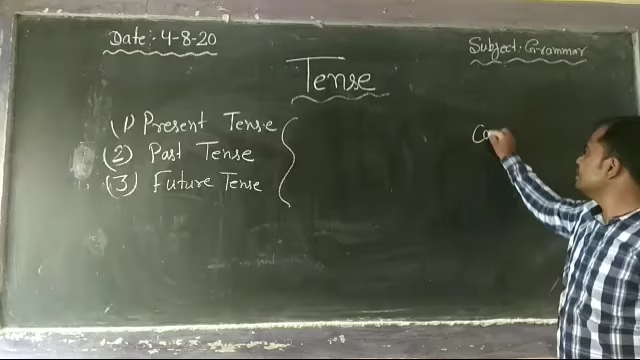 Date:- 4-8-20
Subject:- Grammar
Tense
(1) Present Tense
(2) Past Tense
(3) Future Tense